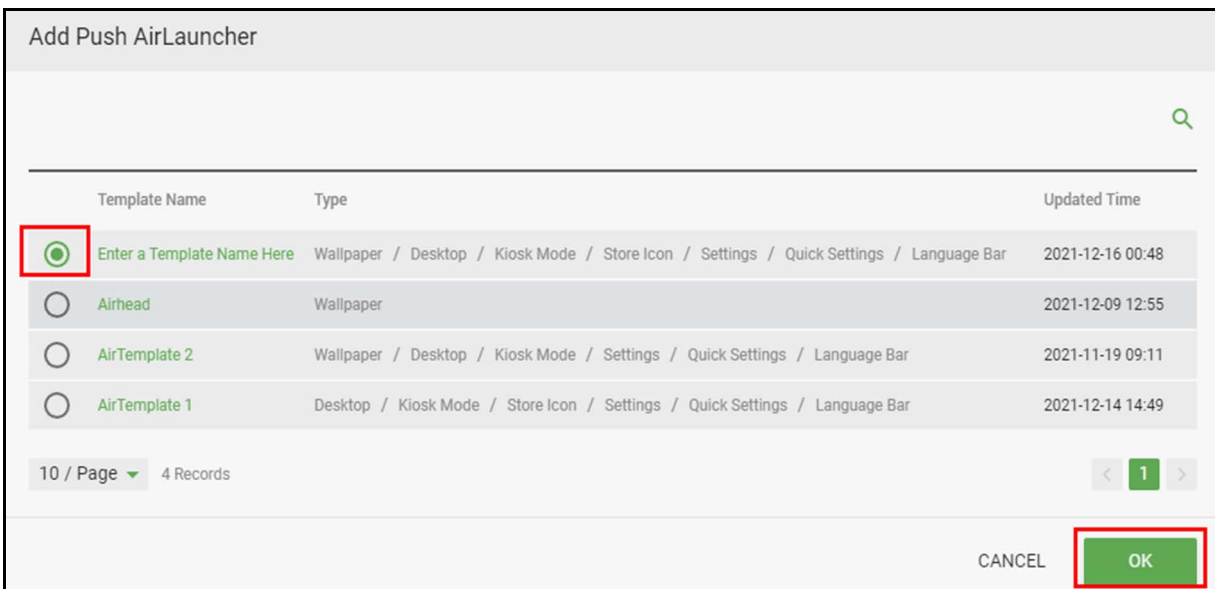 Add Push AirLauncher
Template Name Type Updated Time
Enter a Template Name Here Wallpaper / Desktop / Kiosk Mode / Store Icon / Settings / Quick Settings / Language Bar 2021-12-16 00:48
Airhead Wallpaper 2021-12-09 12:55
AirTemplate 2 Wallpaper / Desktop / Kiosk Mode / Settings / Quick Settings / Language Bar 2021-11-19 09:11
AirTemplate 1 Desktop / Kiosk Mode / Store Icon / Settings / Quick Settings / Language Bar 2021-12-14 14:49
10 / Page 4 Records < 1 >
CANCEL OK